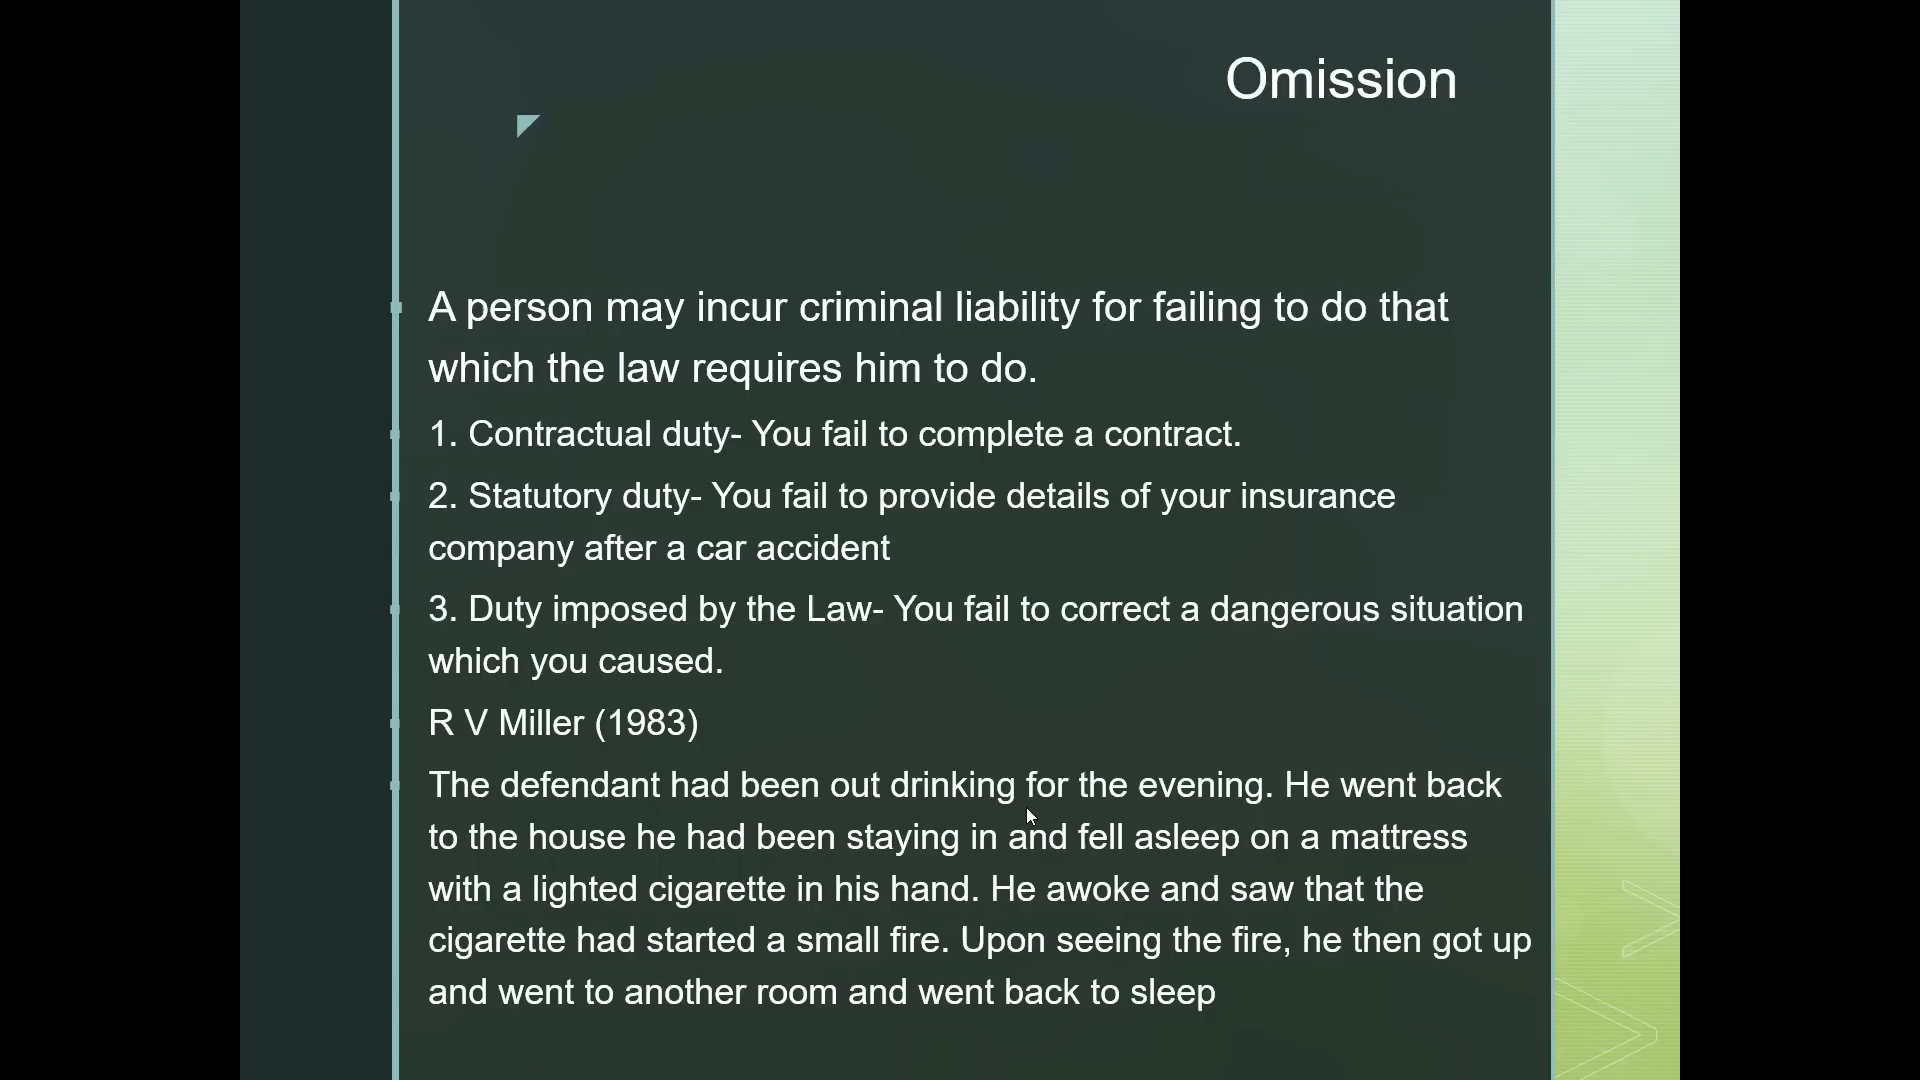 Omission
A person may incur criminal liability for failing to do that
which the law requires him to do.
1. Contractual duty- You fail to complete a contract.
2. Statutory duty- You fail to provide details of your insurance
company after a car accident
3. Duty imposed by the Law- You fail to correct a dangerous situation
which you caused.
R V Miller (1983)
The defendant had been out drinking for the evening. He went back
to the house he had been staying in and fell asleep on a mattress
with a lighted cigarette in his hand. He awoke and saw that the
cigarette had started a small fire. Upon seeing the fire, he then got up
and went to another room and went back to sleep